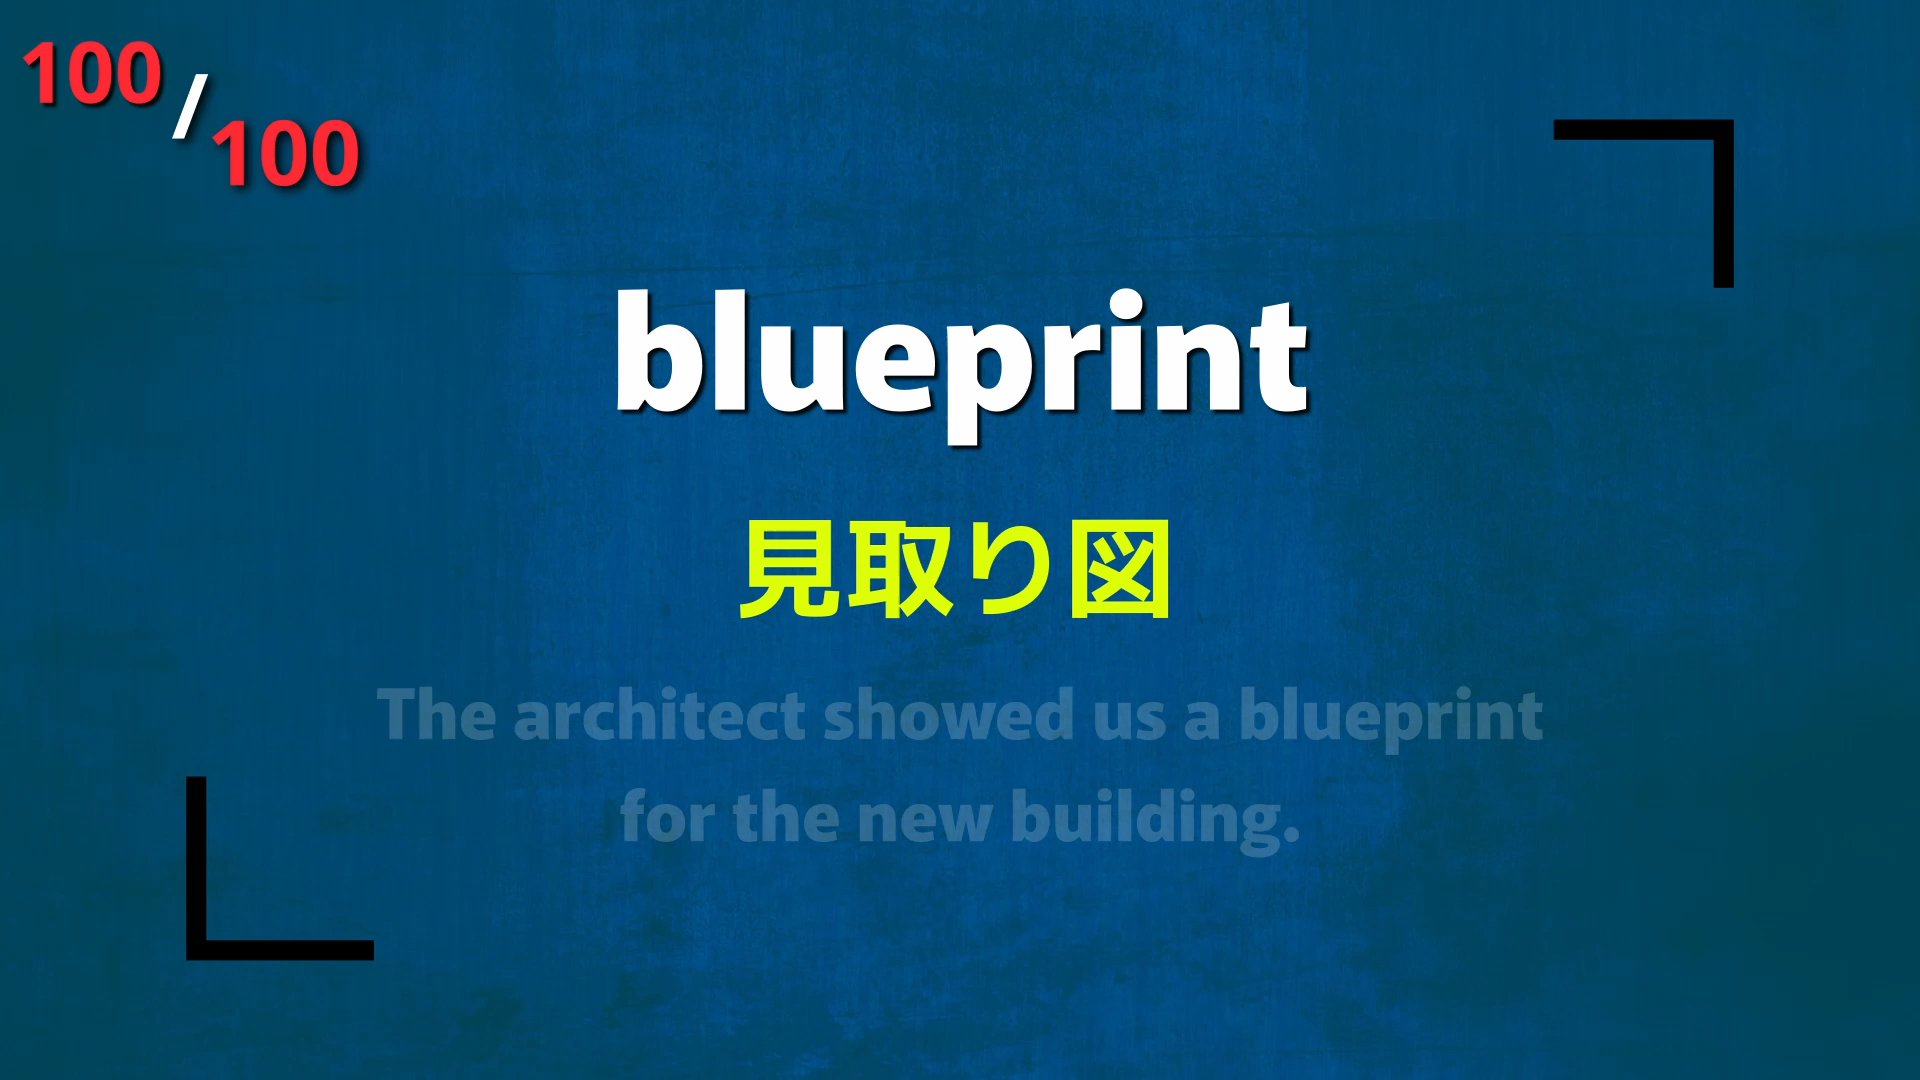 100/100
blueprint
見取り図
The architect showed us a blueprint
for the new building.